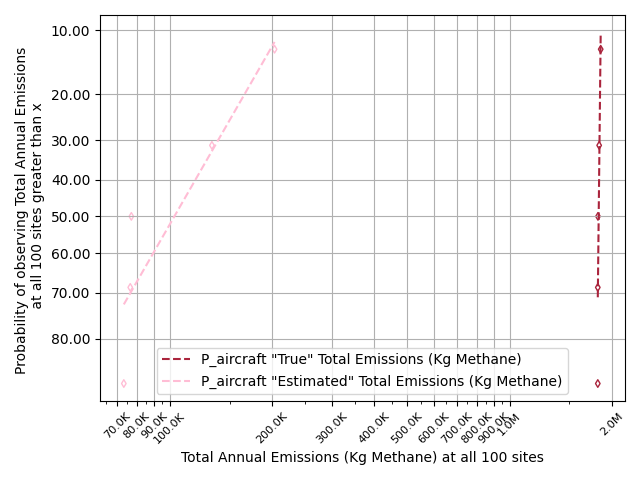 10.00
20.00
30.00
40.00
50.00
60.00
70.00
80.00
Probability of observing Total Annual Emissions
at all 100 sites greater than x
P_aircraft "True" Total Emissions (Kg Methane)
P_aircraft "Estimated" Total Emissions (Kg Methane)
70.0K 80.0K 90.0K 100.0K 200.0K 300.0K 400.0K 500.0K 600.0K 700.0K 800.0K 900.0K 1.0M 2.0M
Total Annual Emissions (Kg Methane) at all 100 sites